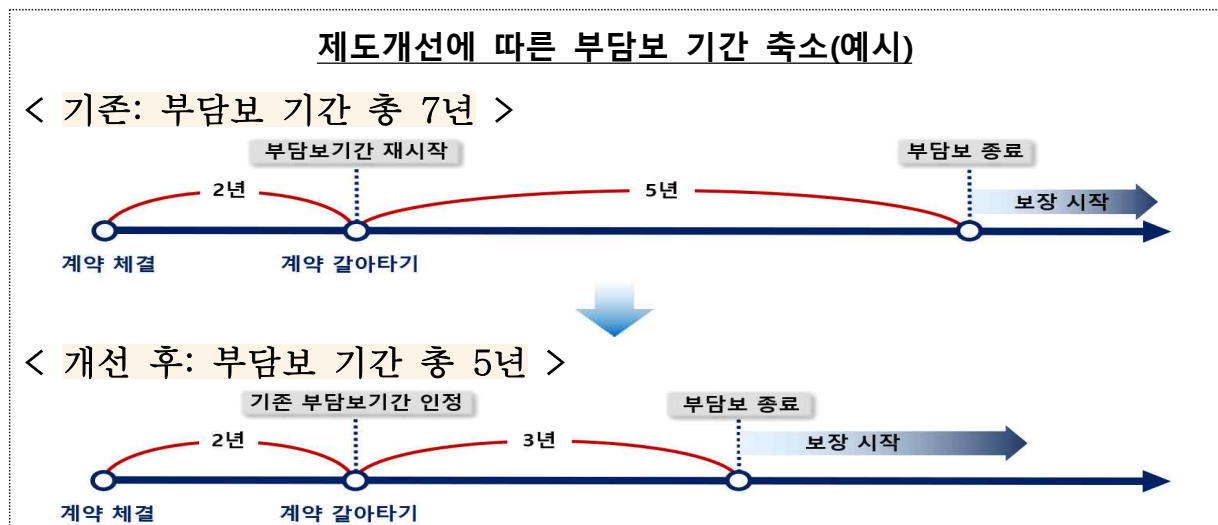 제도개선에 따른 부담보 기간 축소(예시)
< 기존: 부담보 기간 총 7년 >
부담보기간 재시작
부담보 종료
2년
5년
보장 시작
계약 체결
계약 갈아타기
< 개선 후: 부담보 기간 총 5년 >
기존 부담보기간 인정
부담보 종료
2년
3년
보장 시작
계약 체결
계약 갈아타기